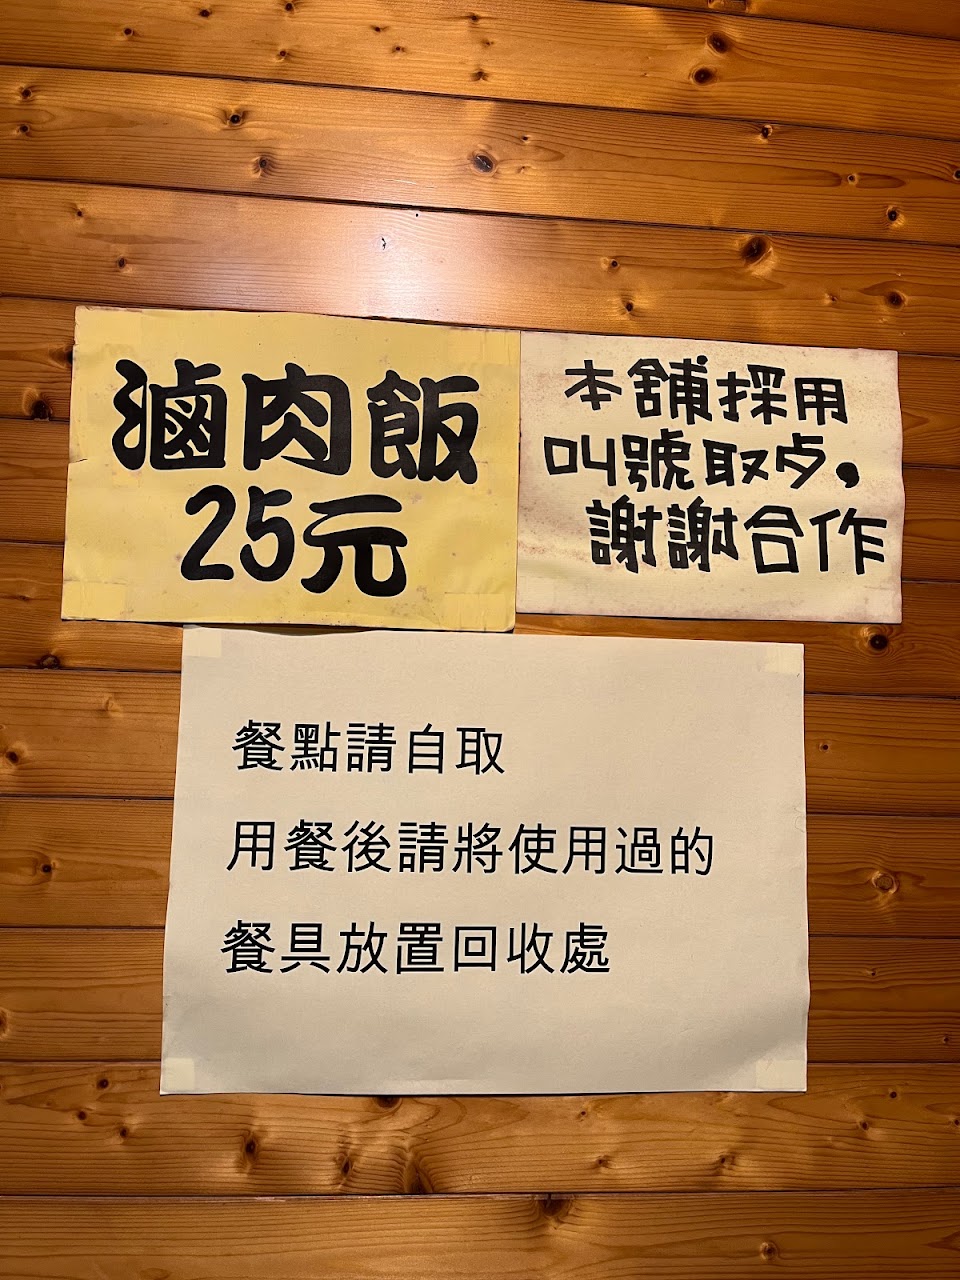 滷肉飯
25元
本舖採用
叫號取夕,
謝謝合作
餐點請自取
用餐後請將使用過的
餐具放置回收處